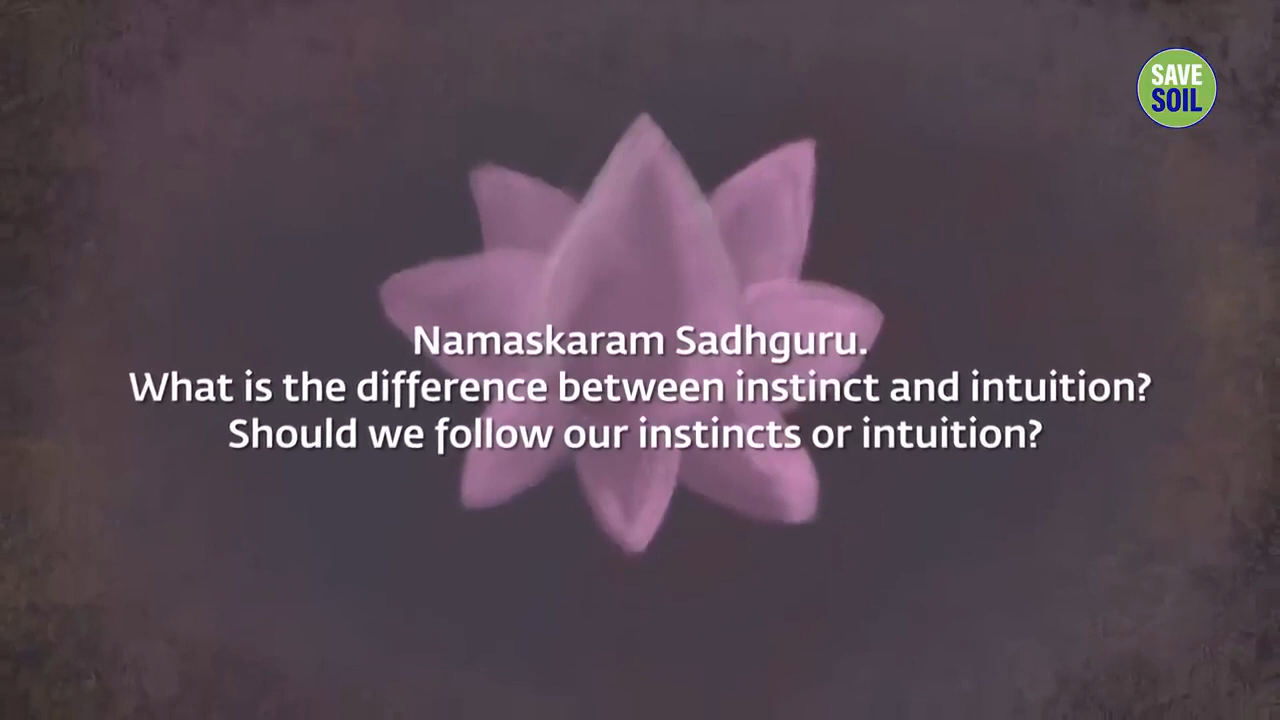 SAVE
SOIL
Namaskaram Sadhguru.
What is the difference between instinct and intuition?
Should we follow our instincts or intuition?